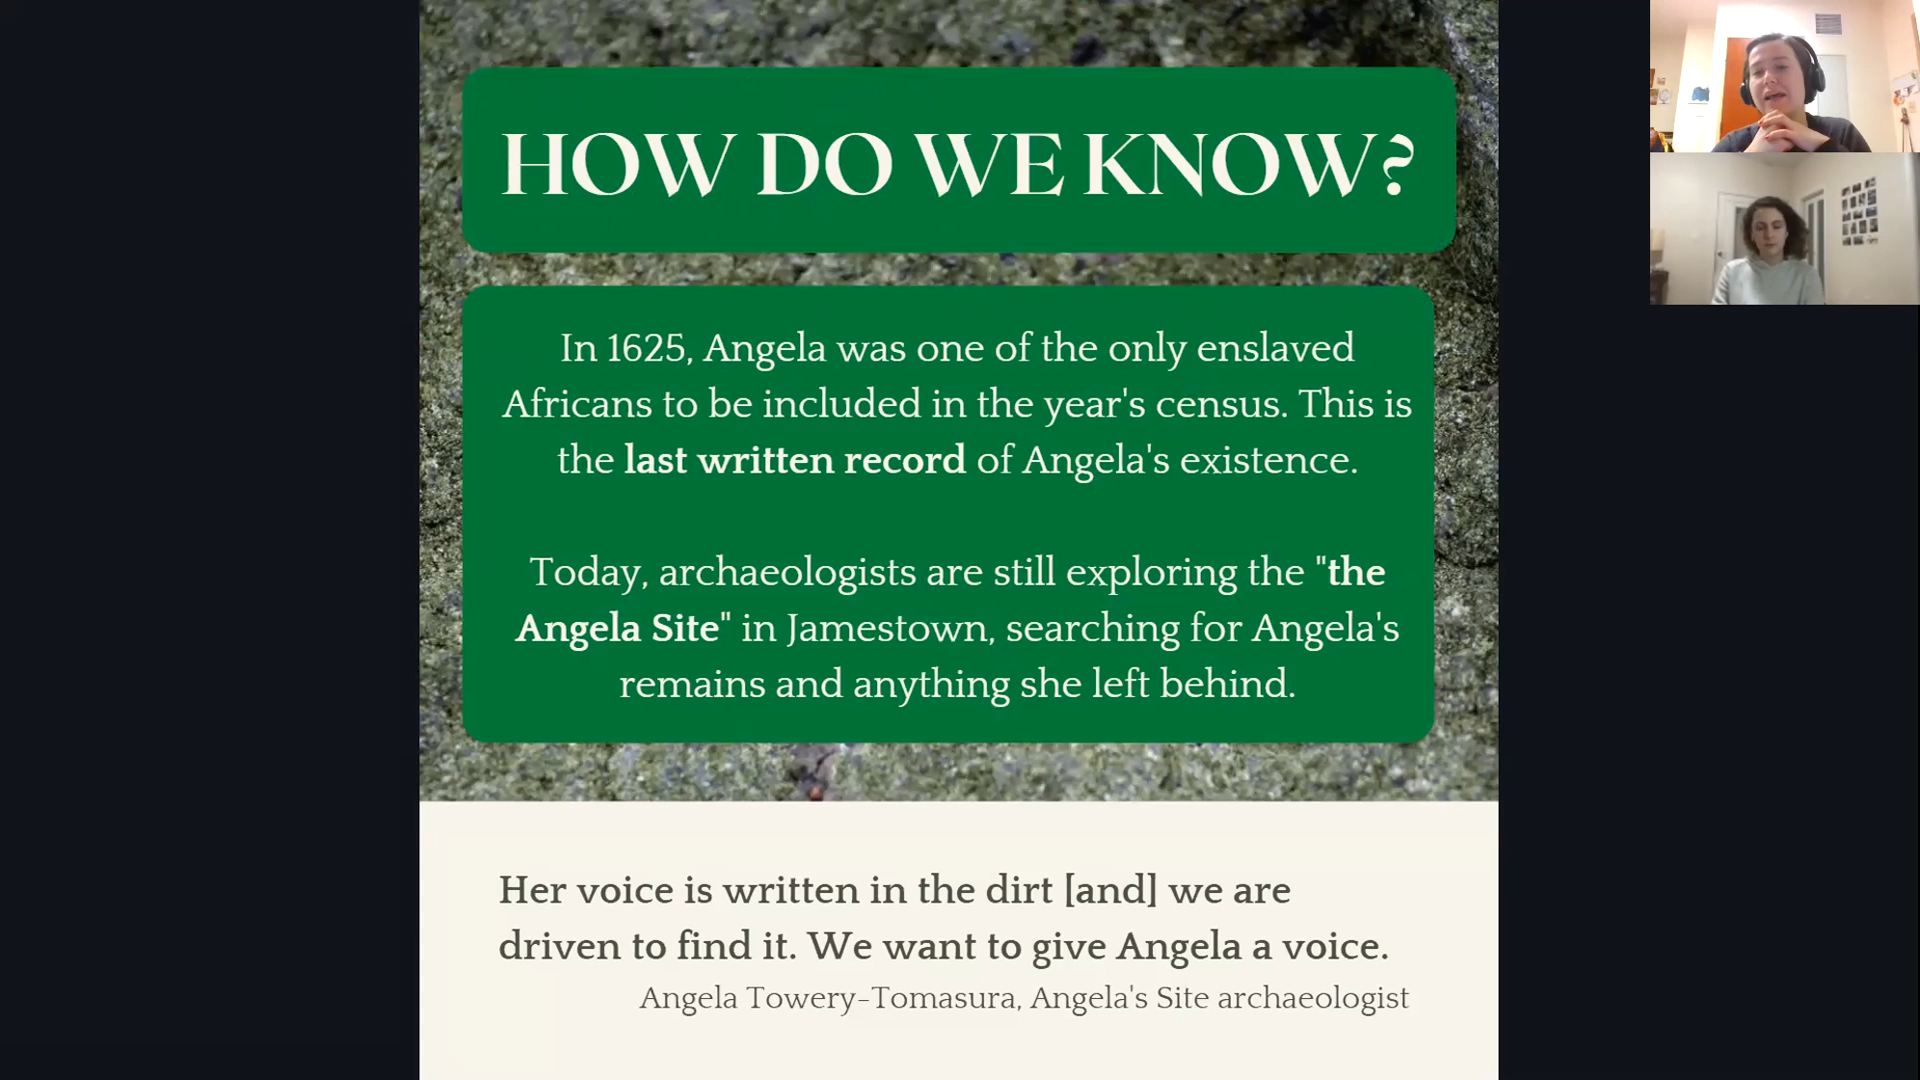 HOW DO WE KNOW?
In 1625, Angela was one of the only enslaved
Africans to be included in the year's census. This is
the last written record of Angela's existence.
Today, archaeologists are still exploring the "the
Angela Site" in Jamestown, searching for Angela's
remains and anything she left behind.
Her voice is written in the dirt [and] we are
driven to find it. We want to give Angela a voice.
Angela Towery-Tomasura, Angela's Site archaeologist